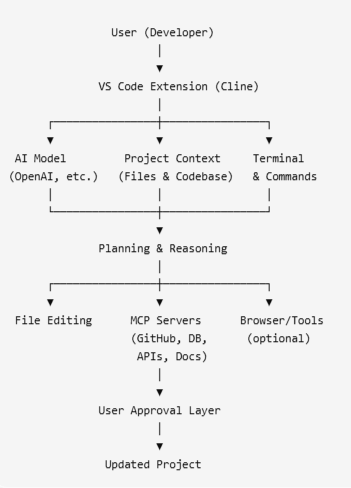 User (Developer)
VS Code Extension (Cline)
AI Model Project Context Terminal
(OpenAI, etc.) (Files & Codebase) & Commands
Planning & Reasoning
File Editing MCP Servers Browser/Tools
(GitHub, DB, (optional)
APIs, Docs)
User Approval Layer
Updated Project